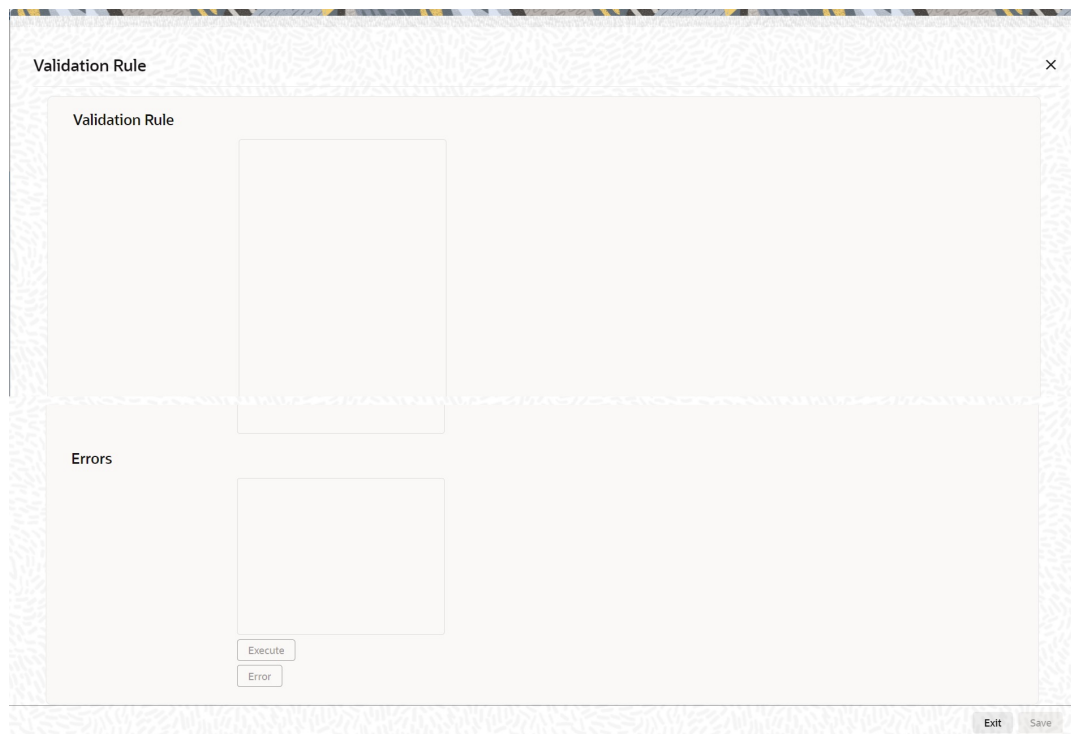 Validation Rule
Validation Rule
Errors
Execute
Error
Exit Save